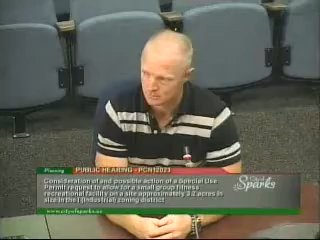 Planning
PUBLIC HEARING - PCN12023
Consideration of and possible action of a Special Use
Permit request to allow for a small group fitness
recreational facility on a site approximately 3.2 acres in
size in the I (Industrial) zoning district
City of
Sparks
www.cityofsparks.us